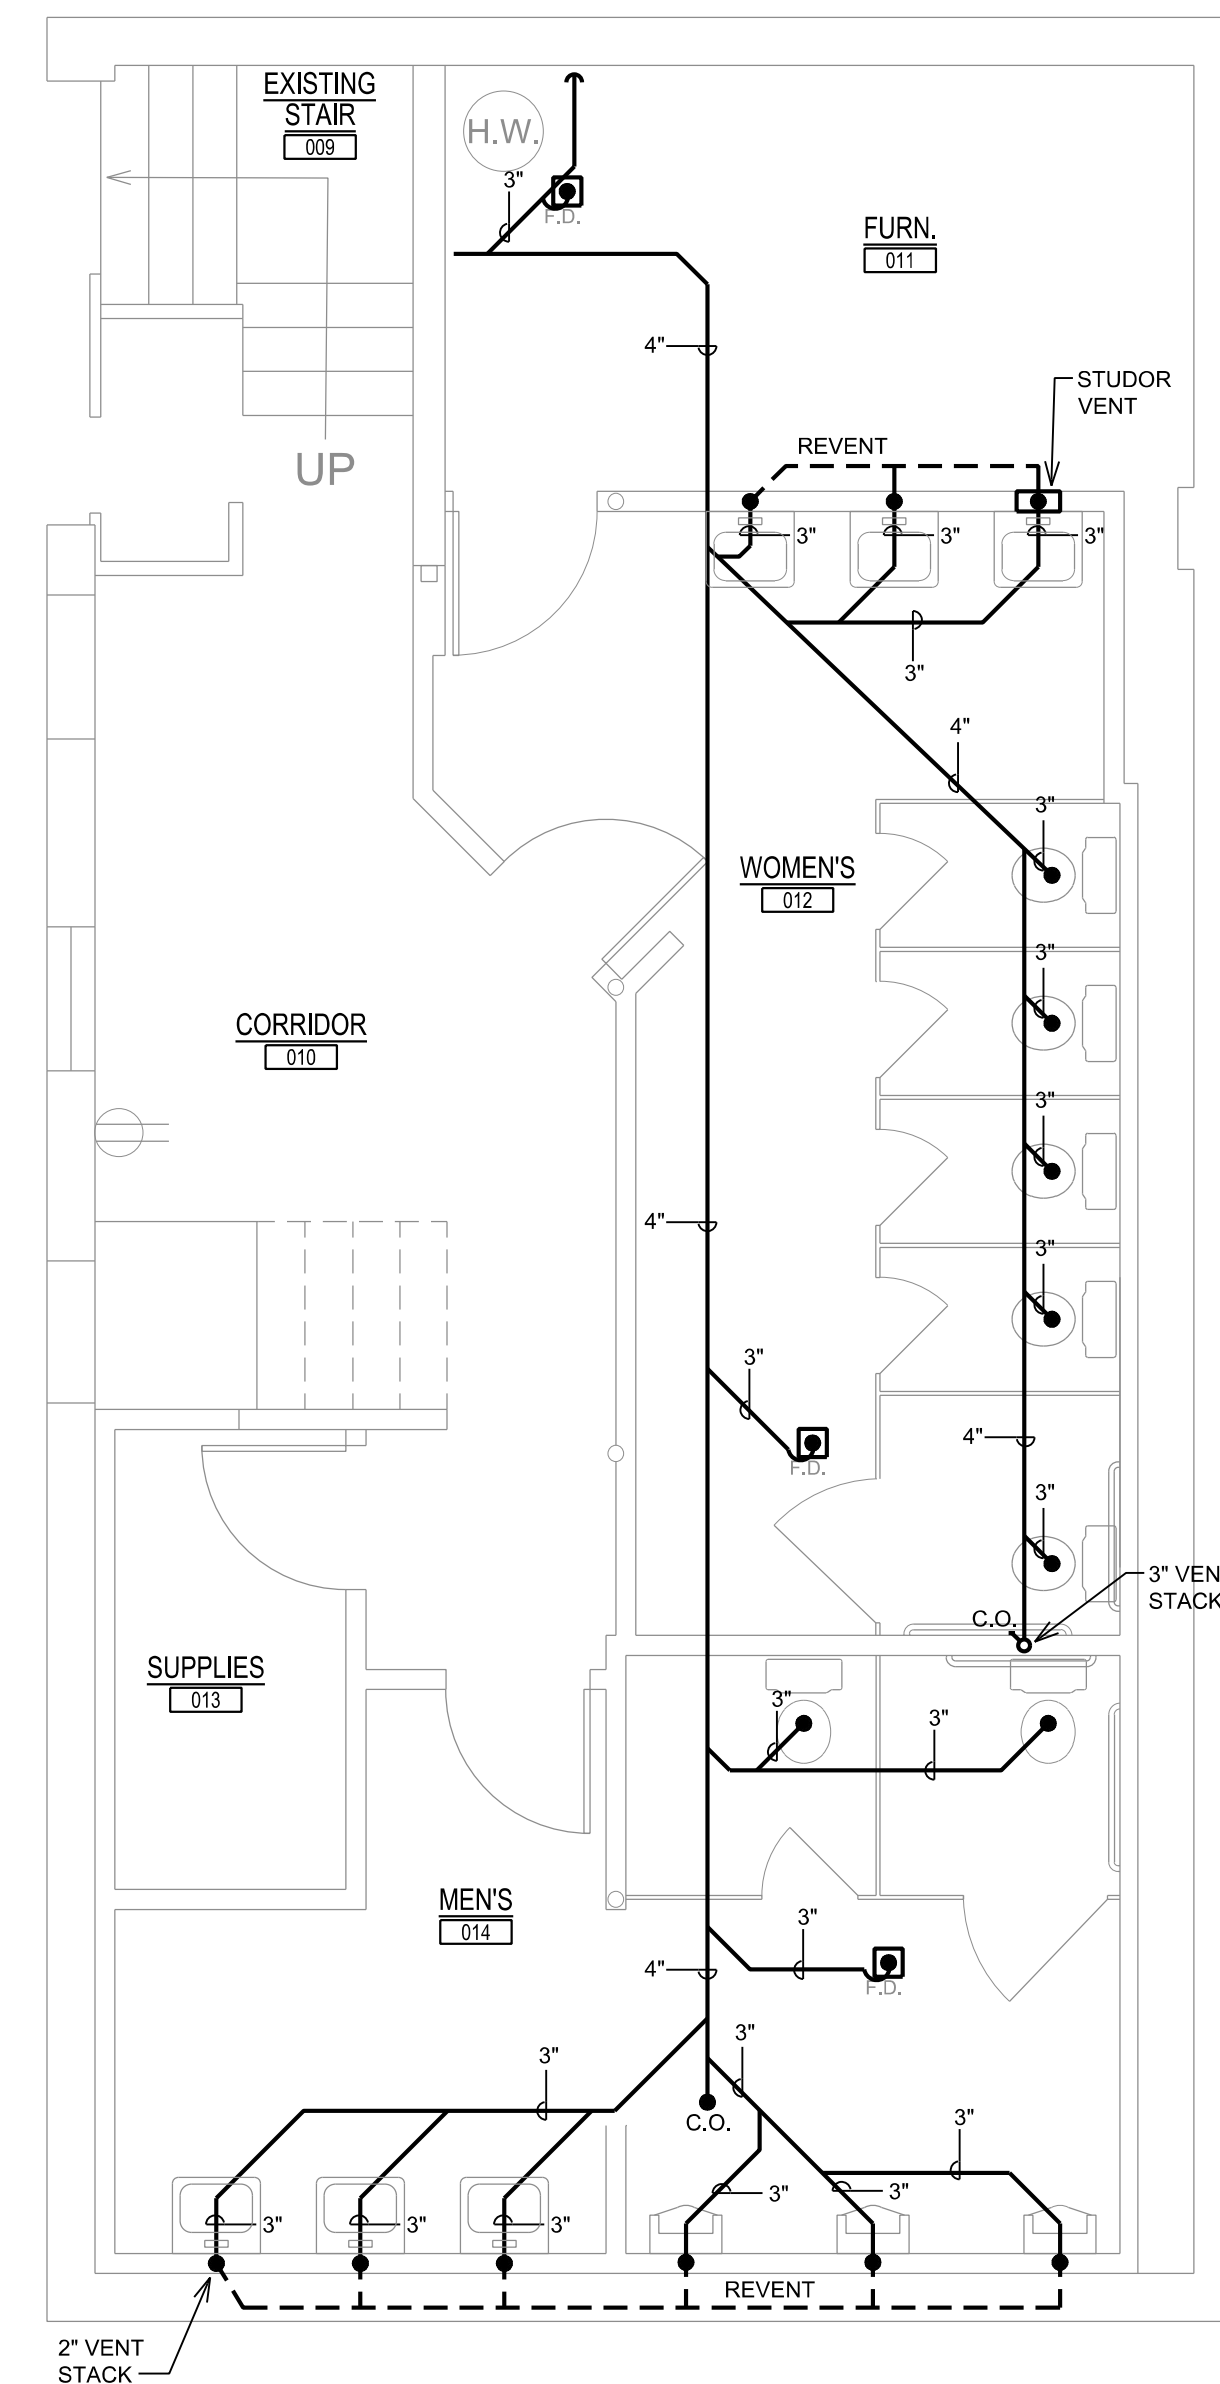 EXISTING
STAIR
009
H.W.
3"
F.D.
FURN.
011
4"
STUDOR
VENT
REVENT
UP
3"
3"
3"
3"
4"
3"
WOMEN'S
012
3"
CORRIDOR
010
3"
4"
3"
3"
4"
F.D.
3"
3" VEN
STACK
C.O.
SUPPLIES
013
3"
3"
MEN'S
014
3"
4"
F.D.
3"
3"
C.O.
3"
3"
3"
3"
3"
3"
3"
REVENT
2" VENT
STACK